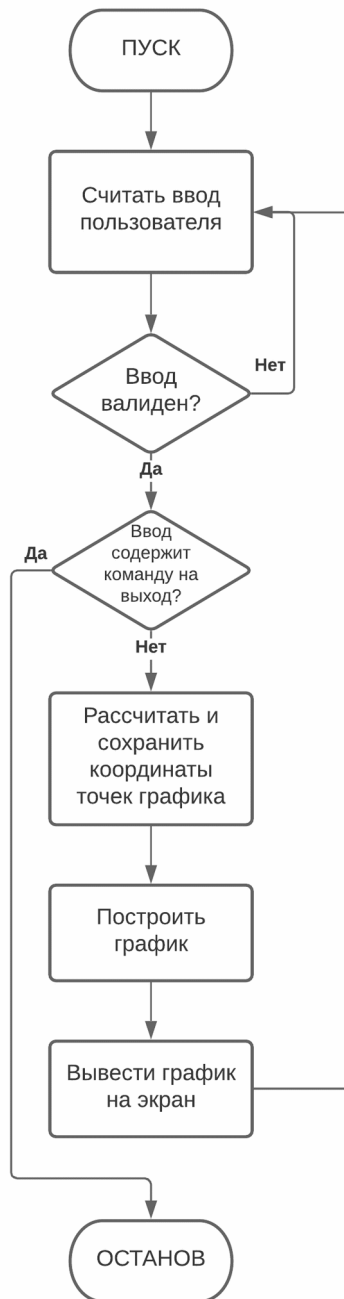 ПУСК
Считать ввод
пользователя
Нет
Ввод
валиден?
Да
Ввод
содержит
команду на
выход?
Да
Нет
Рассчитать и
сохранить
координаты
точек графика
Построить
график
Вывести график
на экран
ОСТАНОВ